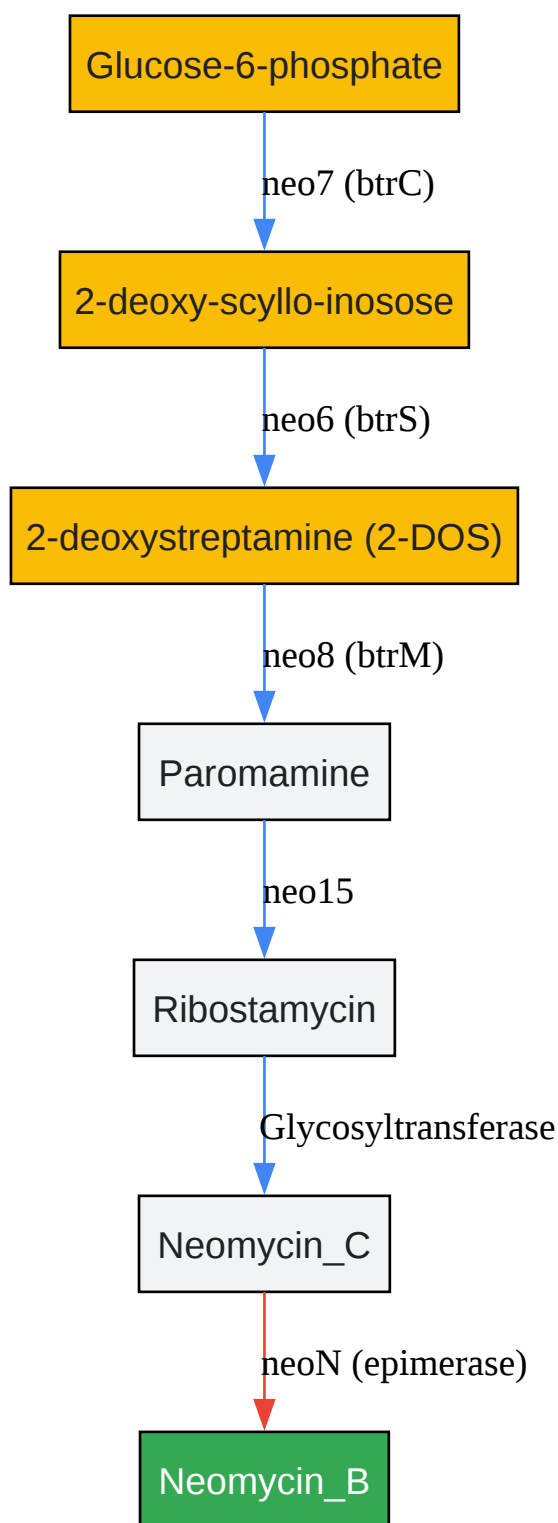 Glucose-6-phosphate
neo7 (btrC)
2-deoxy-scyllo-inosose
neo6 (btrS)
2-deoxystreptamine (2-DOS)
neo8 (btrM)
Paromamine
neo15
Ribostamycin
Glycosyltransferase
Neomycin_C
neoN (epimerase)
Neomycin_B